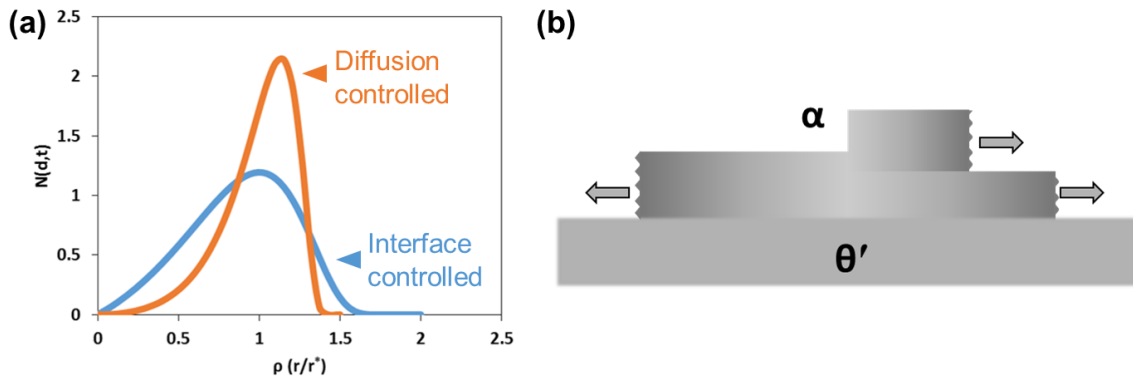 (a)
2.5
2
1.5
1
0.5
0
N(d,t)
Diffusion
controlled
Interface
controlled
0
0.5
1
1.5
2
2.5
ρ (r/r*)
(b)
α
θ′